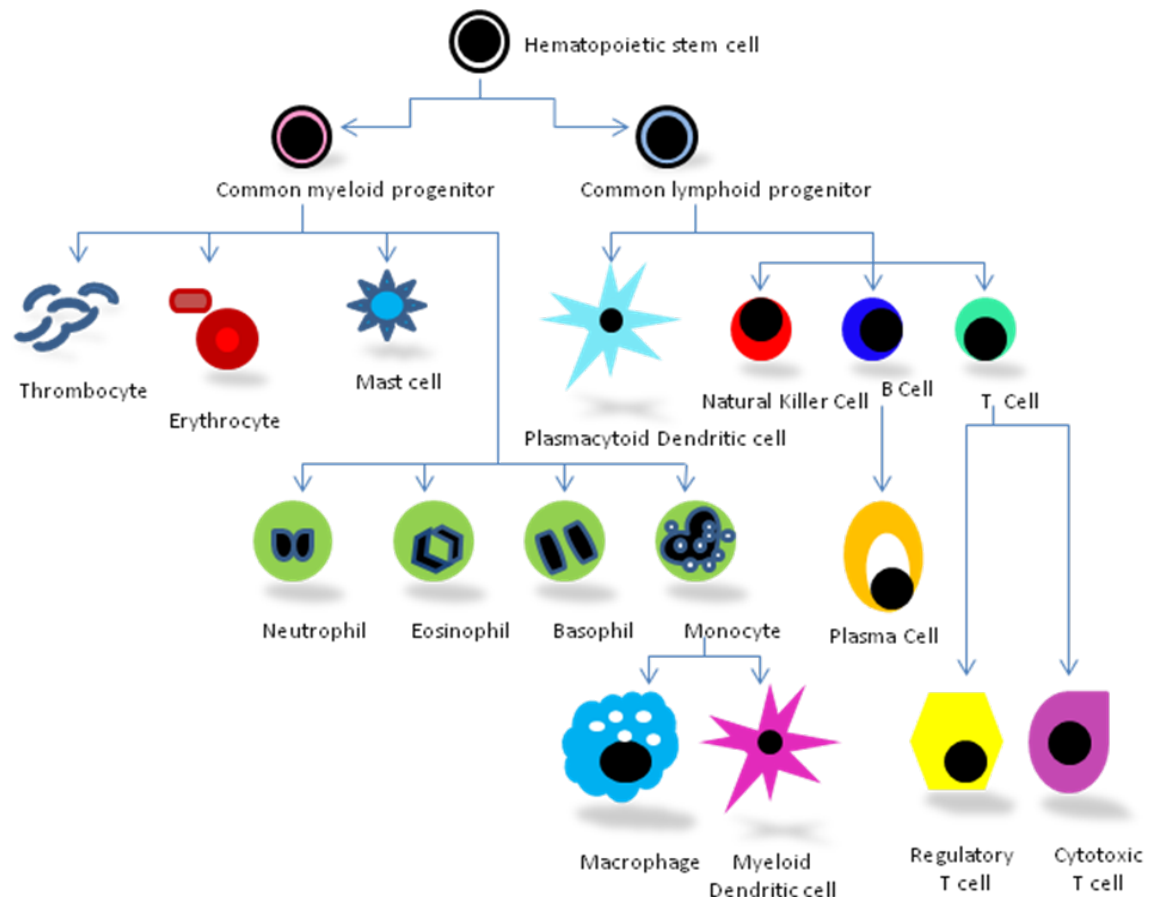 Hematopoietic stem cell
Common myeloid progenitor
Common lymphoid progenitor
Thrombocyte
Erythrocyte
Mast cell
Plasmacytoid Dendritic cell
Natural Killer Cell
B Cell
T Cell
Neutrophil
Eosinophil
Basophil
Monocyte
Plasma Cell
Macrophage
Myeloid
Dendritic cell
Regulatory
T cell
Cytotoxic
T cell